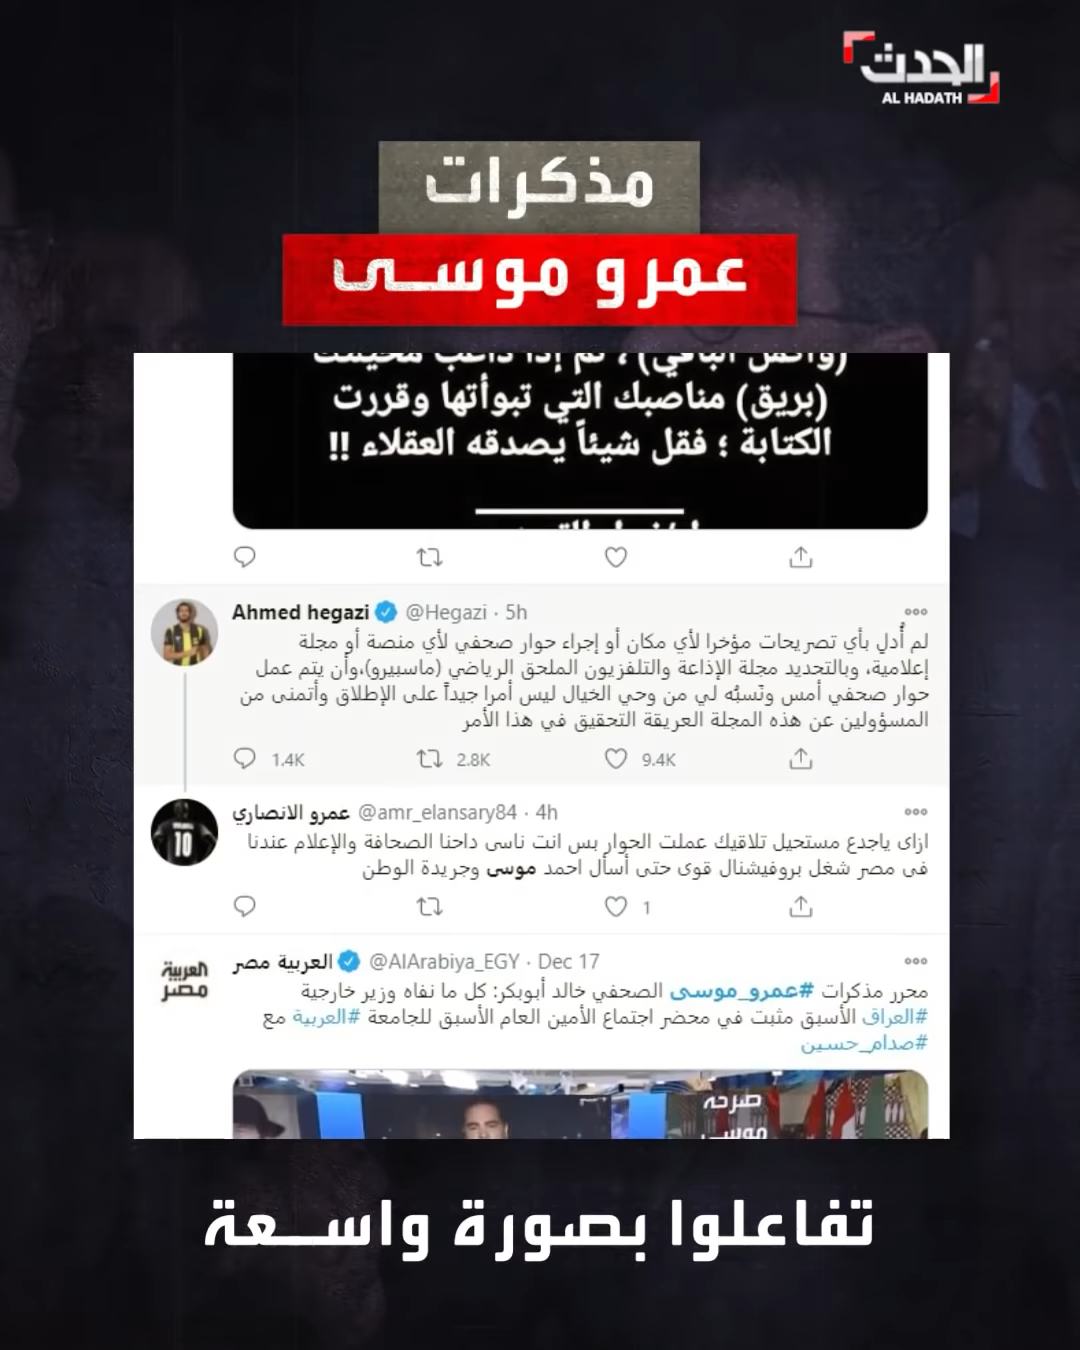 الحدث
AL HADATH
مذكرات
عمرو موسى
(بريق) مناصبك التي تبوأتها وقررت
الكتابة ؛ فقل شيئاً يصدقه العقلاء !!
Ahmed hegazi @Hegazi · 5h
لم أُدلِ بأي تصريحات مؤخرا لأي مكان أو إجراء حوار صحفي لأي منصة أو مجلة
إعلامية، وبالتحديد مجلة الإذاعة والتلفزيون الملحق الرياضي (ماسبيرو)،وأن يتم عمل
حوار صحفي أمس ونَسبُه لي من وحي الخيال ليس أمرا جيداً على الإطلاق وأتمنى من
المسؤولين عن هذه المجلة العريقة التحقيق في هذا الأمر
1.4K 2.8K 9.4K
عمرو الانصاري @amr_elansary84 · 4h
ازاى ياجدع مستحيل تلاقيك عملت الحوار بس انت ناسى داحنا الصحافة والإعلام عندنا
فى مصر شغل بروفيشنال قوى حتى أسأل احمد موسى وجريدة الوطن
1
العربية مصر
العربية مصر @AlArabiya_EGY · Dec 17
محرر مذكرات #عمرو_موسى الصحفي خالد أبوبكر: كل ما نفاه وزير خارجية
#العراق الأسبق مثبت في محضر اجتماع الأمين العام الأسبق للجامعة #العربية مع
#صدام_حسين
10
تفاعلوا بصورة واسعة